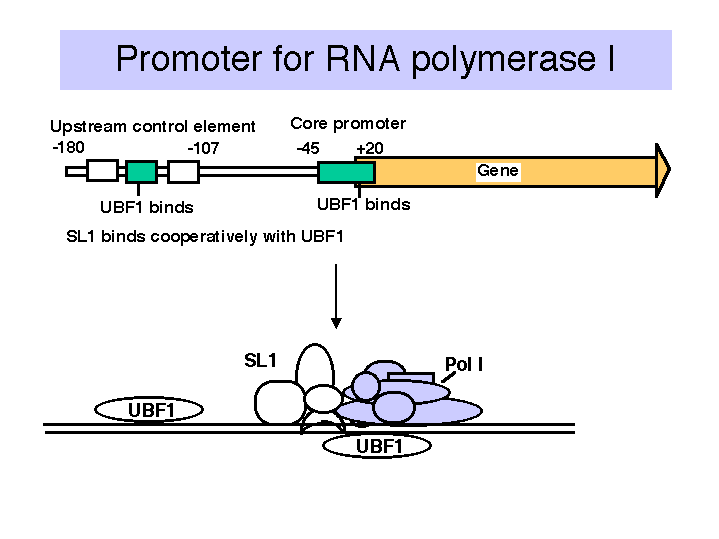 Promoter for RNA polymerase I
Upstream control element
Core promoter
-180
-107
-45
+20
Gene
UBF1 binds
UBF1 binds
SL1 binds cooperatively with UBF1
SL1
Pol I
UBF1
UBF1